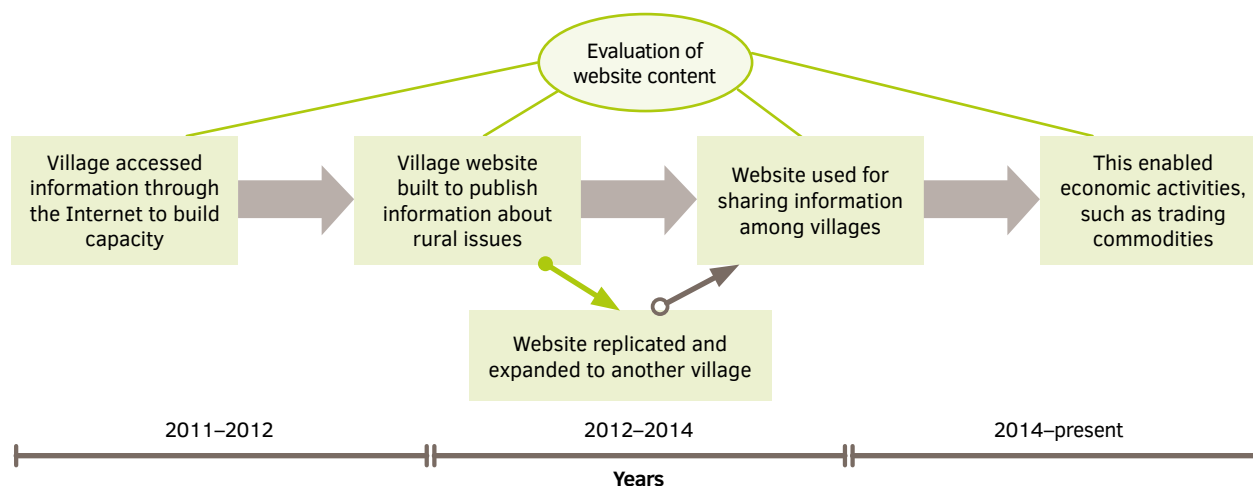 Evaluation of
website content
Village accessed
information through
the Internet to build
capacity
Village website
built to publish
information about
rural issues
Website used for
sharing information
among villages
This enabled
economic activities,
such as trading
commodities
Website replicated and
expanded to another village
2011–2012
2012–2014
2014–present
Years